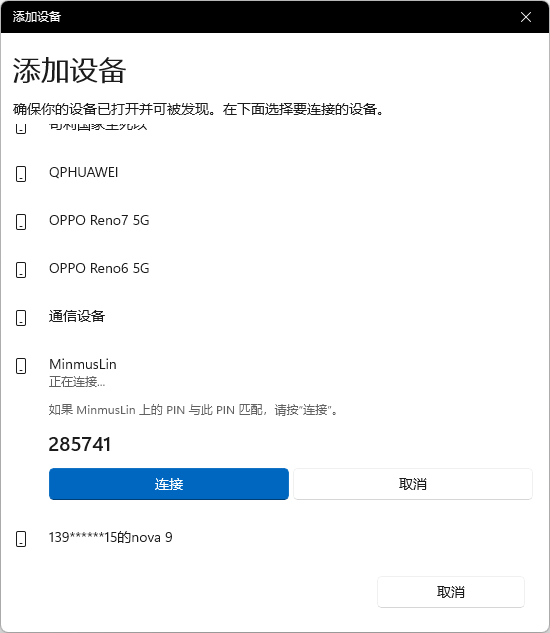 添加设备
添加设备
确保你的设备已打开并可被发现。在下面选择要连接的设备。
QPHUAWEI
OPPO Reno7 5G
OPPO Reno6 5G
通信设备
MinmusLin
正在连接...
如果 MinmusLin 上的 PIN 与此 PIN 匹配，请按“连接”。
285741
连接
取消
139******15的nova 9
取消